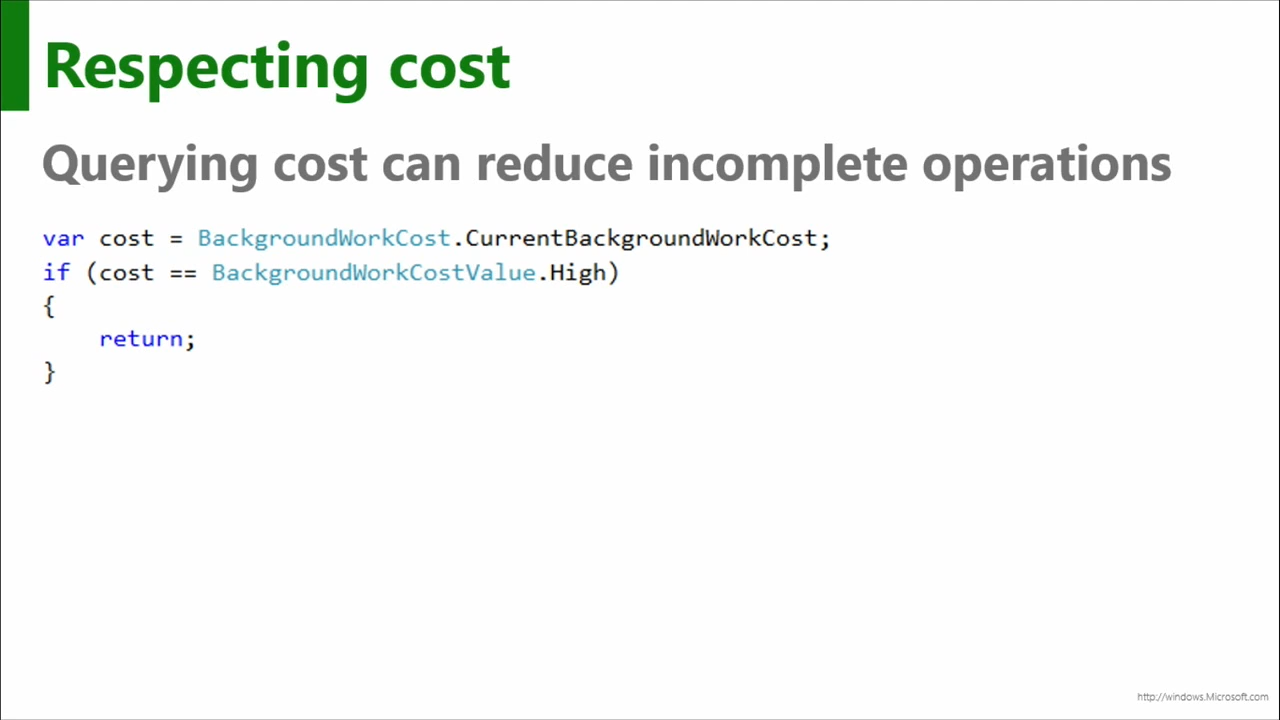 Respecting cost
Querying cost can reduce incomplete operations
var cost = BackgroundWorkCost.CurrentBackgroundWorkCost;
if (cost == BackgroundWorkCostValue.High)
{
    return;
}
http://windows.Microsoft.com